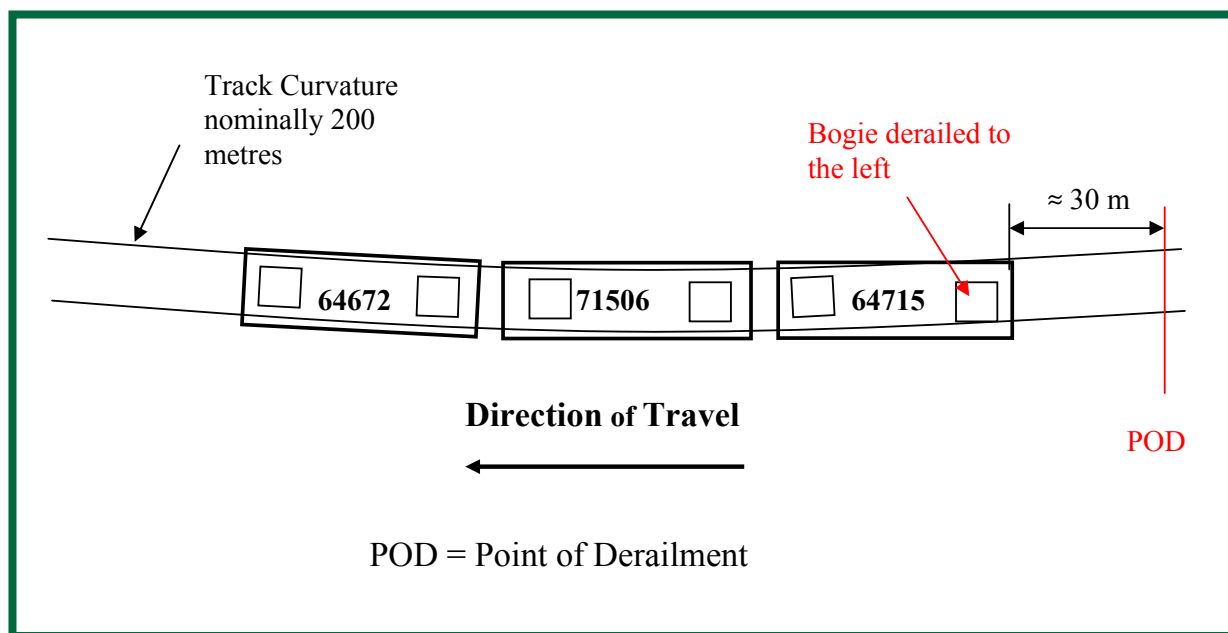 Track Curvature
nominally 200
metres
Bogie derailed to
the left
≈ 30 m
64672
71506
64715
Direction of Travel
POD
POD = Point of Derailment